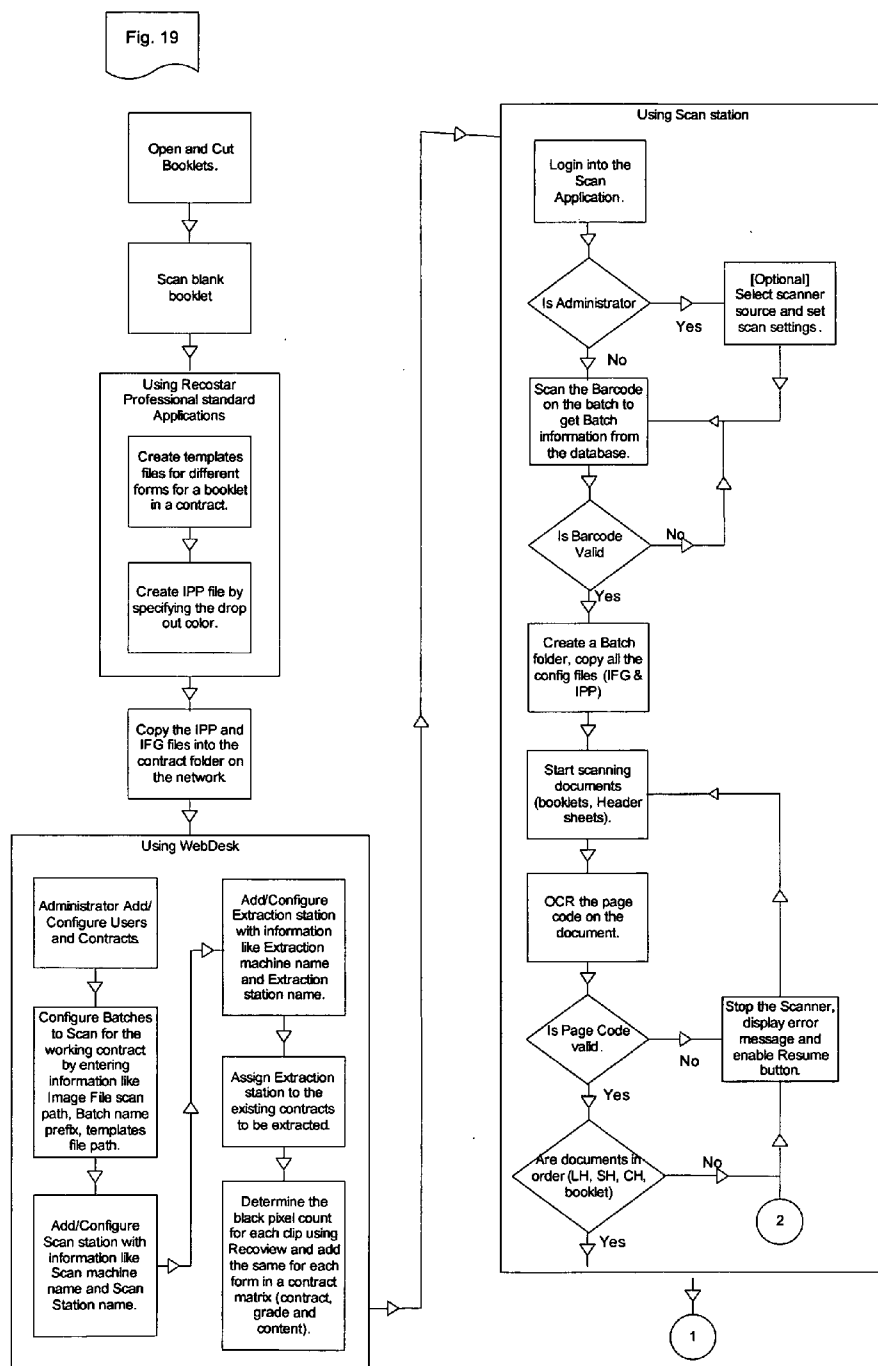 Fig. 19
Open and Cut
Booklets.
Scan blank
booklet
Using Recostar
Professional standard
Applications
Create templates
files for different
forms for a booklet
in a contract.
Create IPP file by
specifying the drop
out color.
Copy the IPP and
IFG files into the
contract folder on
the network.
Using WebDesk
Administrator Add/
Configure Users
and Contracts.
Configure Batches
to Scan for the
working contract
by entering
information like
Image File scan
path, Batch name
prefix, templates
file path.
Add/Configure
Scan station with
information like
Scan machine
name and Scan
Station name.
Add/Configure
Extraction station
with information
like Extraction
machine name
and Extraction
station name.
Assign Extraction
station to the
existing contracts
to be extracted.
Determine the
black pixel count
for each clip using
Recoview and add
the same for each
form in a contract
matrix (contract,
grade and
content).
Using Scan station
Login into the
Scan
Application.
Is Administrator
Yes
[Optional]
Select scanner
source and set
scan settings.
No
Scan the Barcode
on the batch to
get Batch
information from
the database.
Is Barcode
Valid
No
Yes
Create a Batch
folder, copy all the
config files (IFG &
IPP)
Start scanning
documents
(booklets, Header
sheets).
OCR the page
code on the
document.
Is Page Code
valid.
No
Stop the Scanner,
display error
message and
enable Resume
button.
Yes
Are documents in
order (LH, SH, CH,
booklet)
No
2
Yes
1